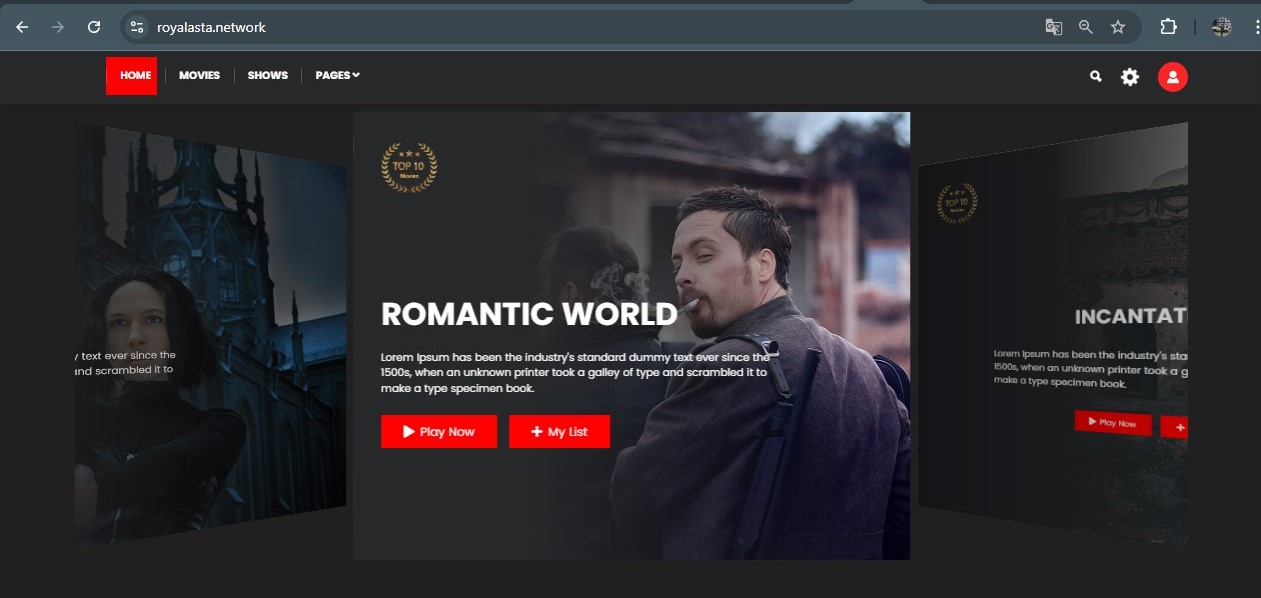 royalasta.network
HOME
MOVIES
SHOWS
PAGES
TOP 10
Movies
ROMANTIC WORLD
Lorem Ipsum has been the industry's standard dummy text ever since the
1500s, when an unknown printer took a galley of type and scrambled it to
make a type specimen book.
Play Now
My List
y text ever since the
and scrambled it to
TOP 10
Movies
INCANTAT
Lorem Ipsum has been the industry's sta
1500s, when an unknown printer took a g
make a type specimen book.
Play Now